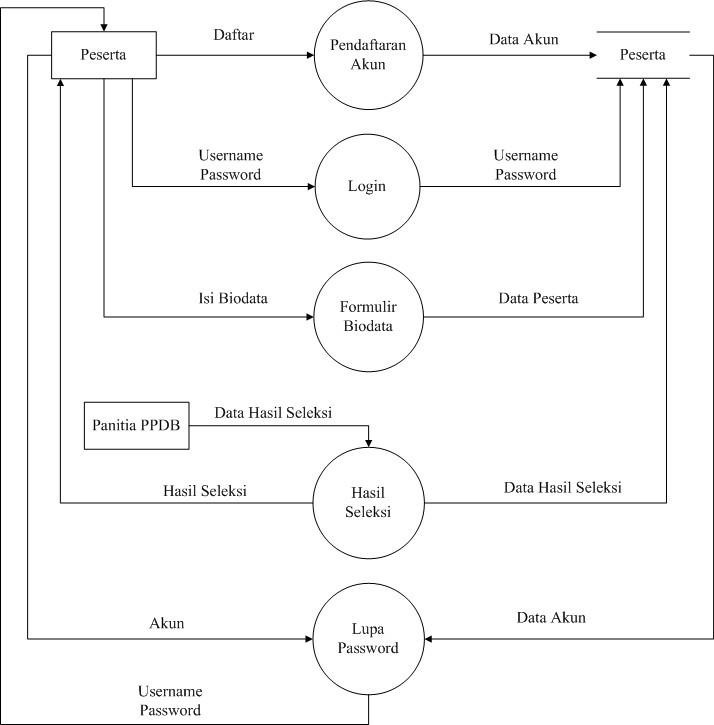 Daftar
Peserta
Pendaftaran
Akun
Data Akun
Peserta
Username
Password
Login
Username
Password
Isi Biodata
Formulir
Biodata
Data Peserta
Panitia PPDB
Data Hasil Seleksi
Hasil Seleksi
Hasil
Seleksi
Data Hasil Seleksi
Akun
Lupa
Password
Data Akun
Username
Password